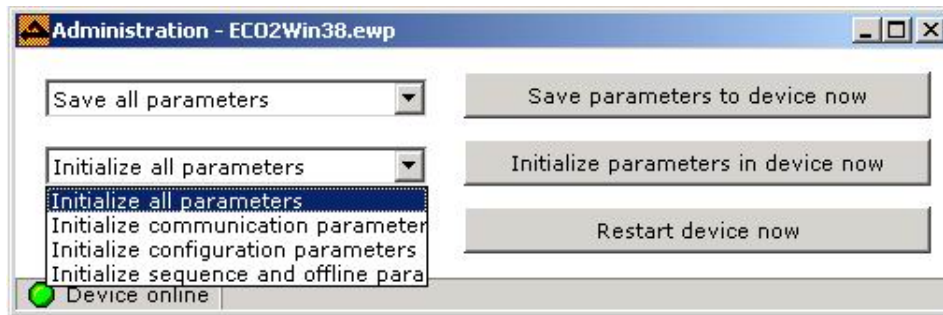 Administration - ECO2Win38.ewp
Save all parameters
Save parameters to device now
Initialize all parameters
Initialize parameters in device now
Initialize all parameters
Initialize communication parameter
Initialize configuration parameters
Initialize sequence and offline para
Restart device now
Device online